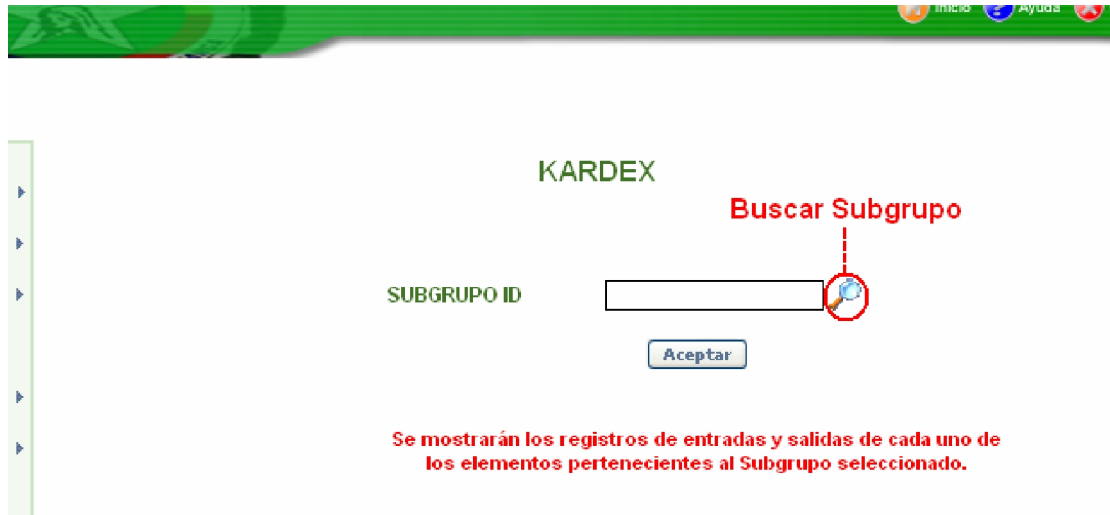 Inicio Ayuda
KARDEX
Buscar Subgrupo
SUBGRUPO ID
Aceptar
Se mostrarán los registros de entradas y salidas de cada uno de
los elementos pertenecientes al Subgrupo seleccionado.